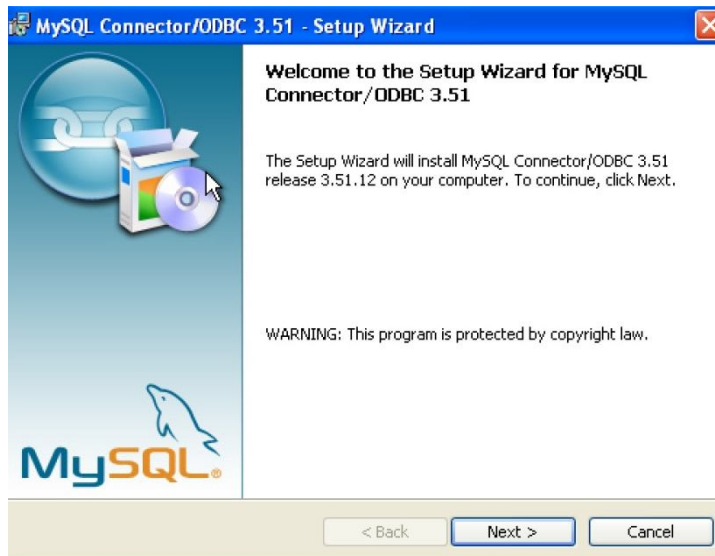 MySQL Connector/ODBC 3.51 - Setup Wizard
Welcome to the Setup Wizard for MySQL
Connector/ODBC 3.51
The Setup Wizard will install MySQL Connector/ODBC 3.51
release 3.51.12 on your computer. To continue, click Next.
WARNING: This program is protected by copyright law.
MySQL®
< Back Next > Cancel